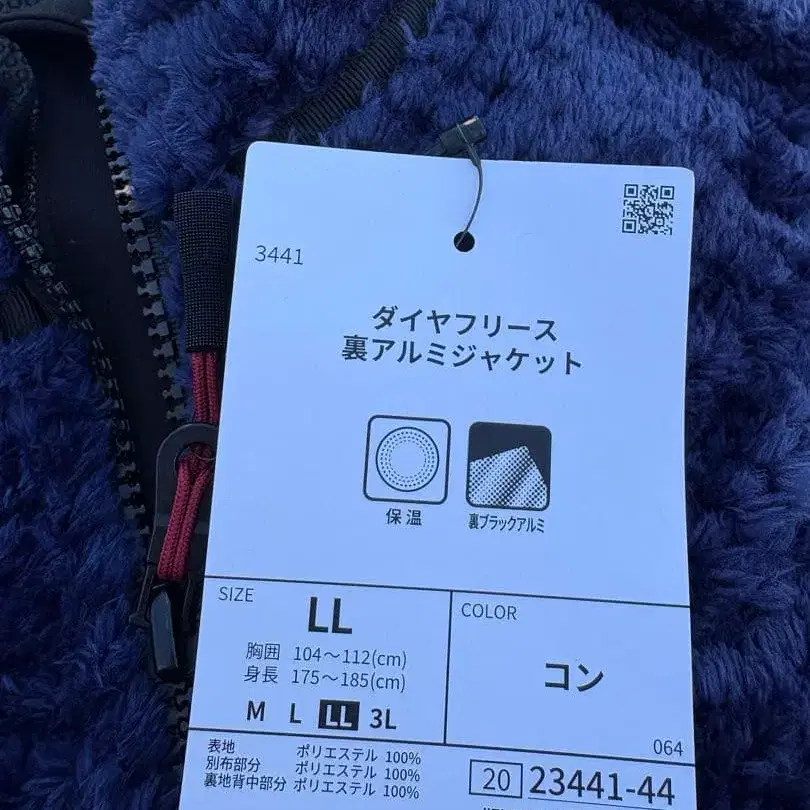 3441
ダイヤフリース
裏アルミジャケット
保温
裏ブラックアルミ
SIZE
LL
胸囲 104～112(cm)
身長 175～185(cm)
M L LL 3L
COLOR
コン
064
表地 ポリエステル 100%
別布部分 ポリエステル 100%
裏地背中部分 ポリエステル 100%
20 23441-44